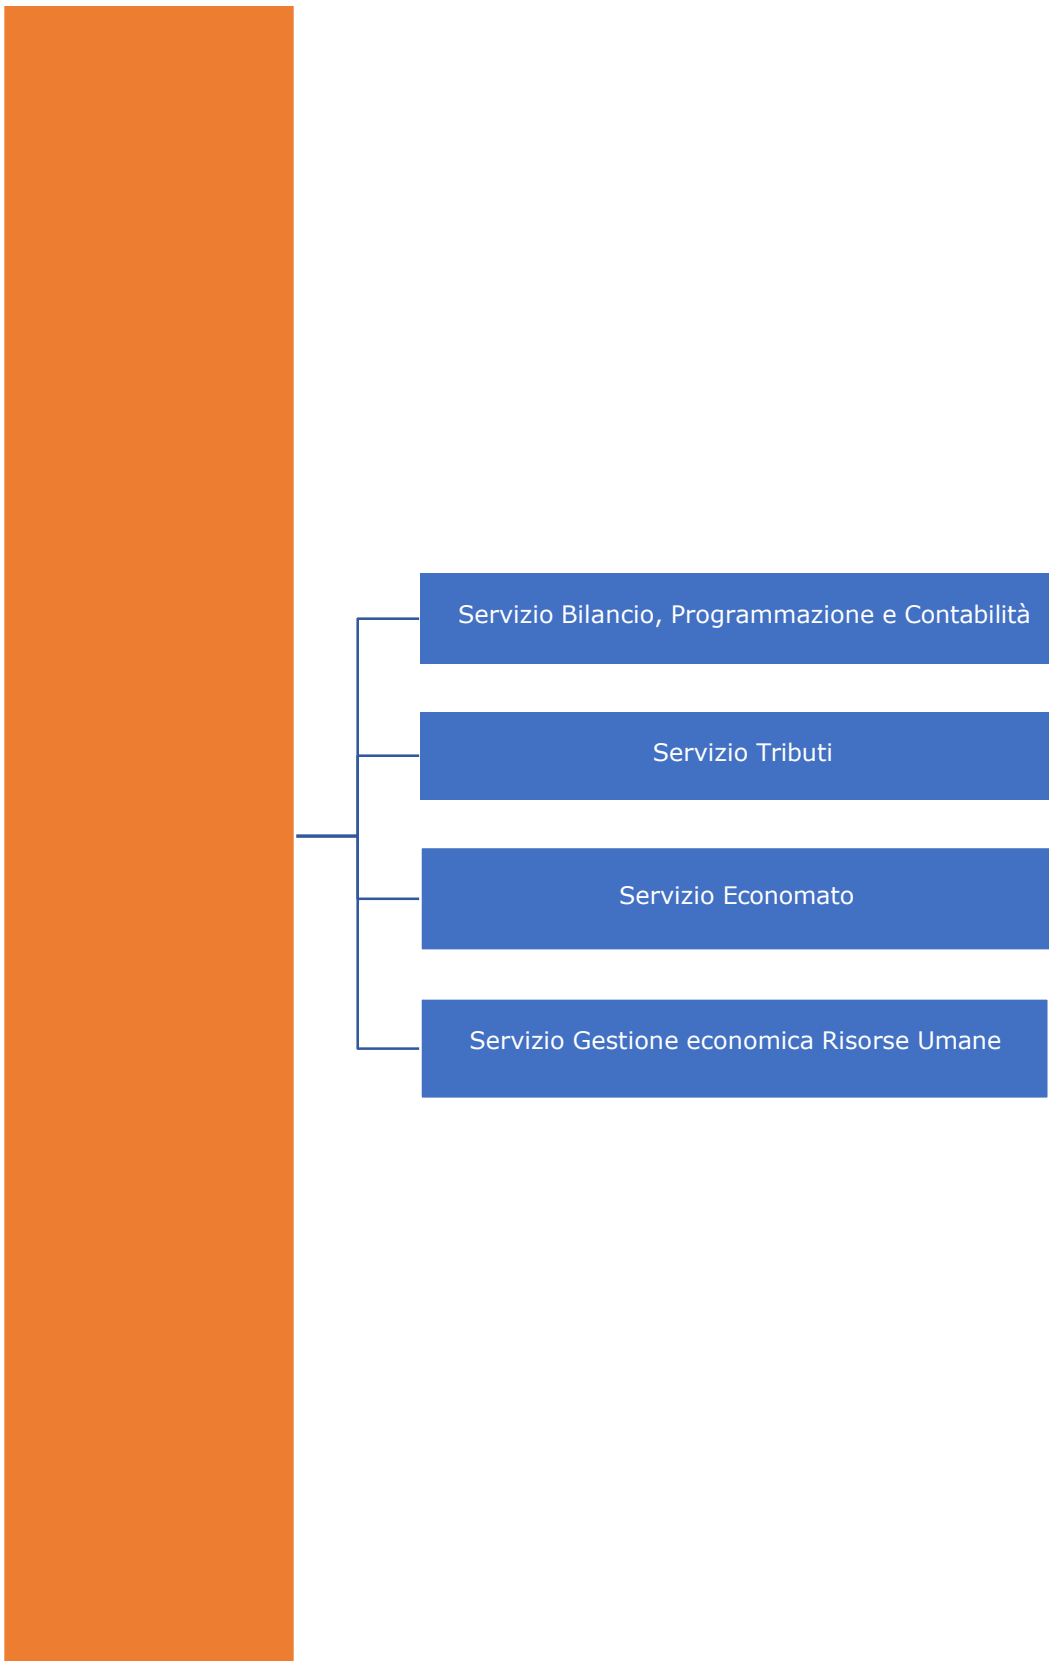 Servizio Bilancio, Programmazione e Contabilità
Servizio Tributi
Servizio Economato
Servizio Gestione economica Risorse Umane